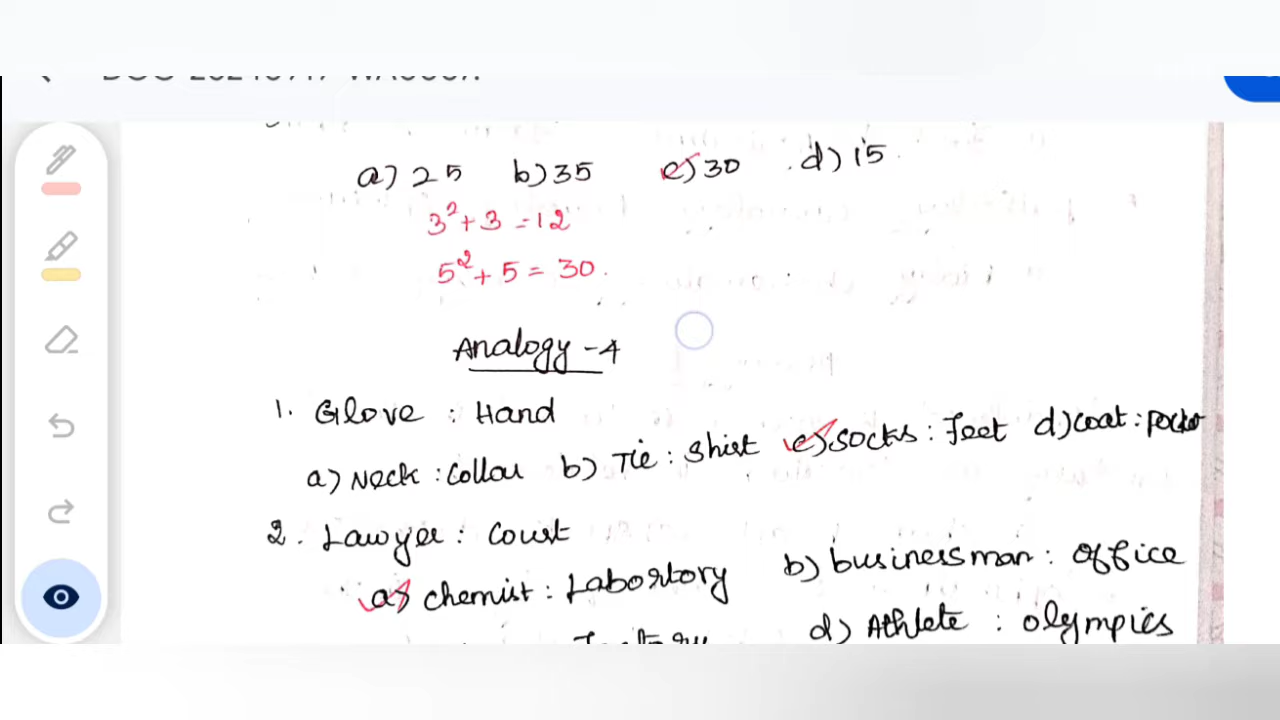 a) 25 b) 35 c) 30 d) 15
3²+3 =12
5²+5 = 30.
Analogy -4
1. Glove : Hand
a) Neck : Collar b) Tie : Shirt c) Socks : Feet d) coat : pocket
2. Lawyer : Court
a) chemist : Labortory b) businessman : office
d) Athlete : olympics